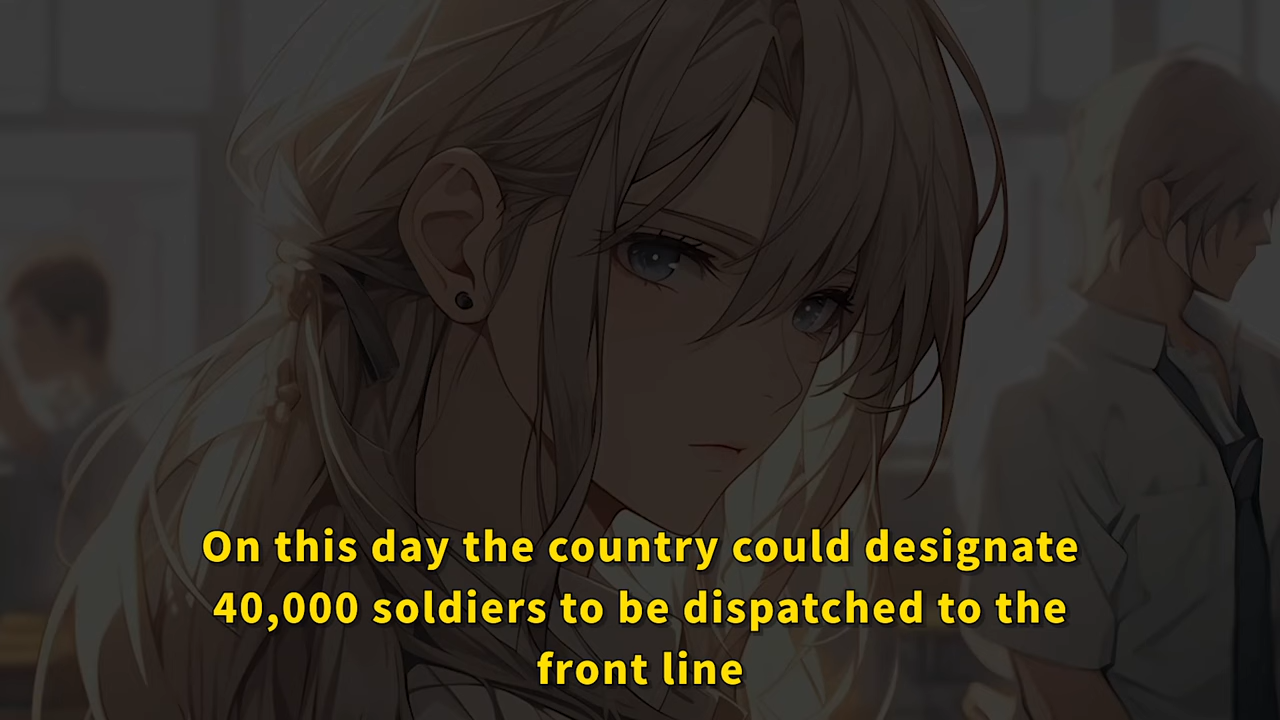 On this day the country could designate
40,000 soldiers to be dispatched to the
front line